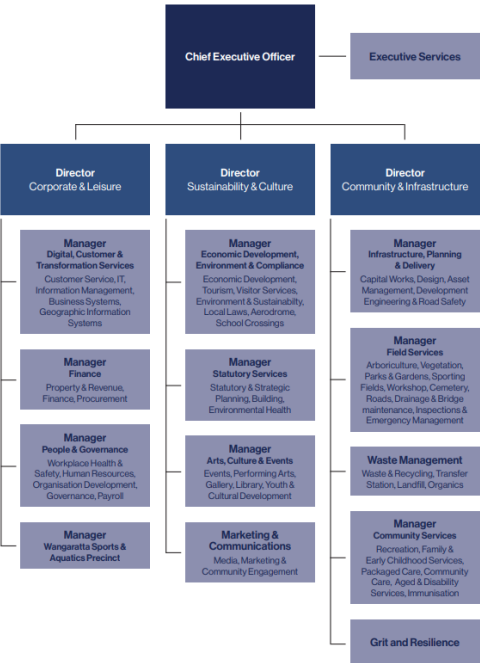 Chief Executive Officer
Executive Services
Director
Corporate & Leisure
Manager
Digital, Customer &
Transformation Services
Customer Service, IT,
Information Management,
Business Systems,
Geographic Information
Systems
Manager
Finance
Property & Revenue,
Finance, Procurement
Manager
People & Governance
Workplace Health &
Safety, Human Resources,
Organisation Development,
Governance, Payroll
Manager
Wangaratta Sports &
Aquatics Precinct
Director
Sustainability & Culture
Manager
Economic Development,
Environment & Compliance
Economic Development,
Tourism, Visitor Services,
Environment & Sustainabilty,
Local Laws, Aerodrome,
School Crossings
Manager
Statutory Services
Statutory & Strategic
Planning, Building,
Environmental Health
Manager
Arts, Culture & Events
Events, Performing Arts,
Gallery, Library, Youth &
Cultural Development
Marketing &
Communications
Media, Marketing &
Community Engagement
Director
Community & Infrastructure
Manager
Infrastructure, Planning
& Delivery
Capital Works, Design, Asset
Management, Development
Engineering & Road Safety
Manager
Field Services
Arboriculture, Vegetation,
Parks & Gardens, Sporting
Fields, Workshop, Cemetery,
Roads, Drainage & Bridge
maintenance, Inspections &
Emergency Management
Waste Management
Waste & Recycling, Transfer
Station, Landfill, Organics
Manager
Community Services
Recreation, Family &
Early Childhood Services,
Packaged Care, Community
Care, Aged & Disability
Services, Immunisation
Grit and Resilience